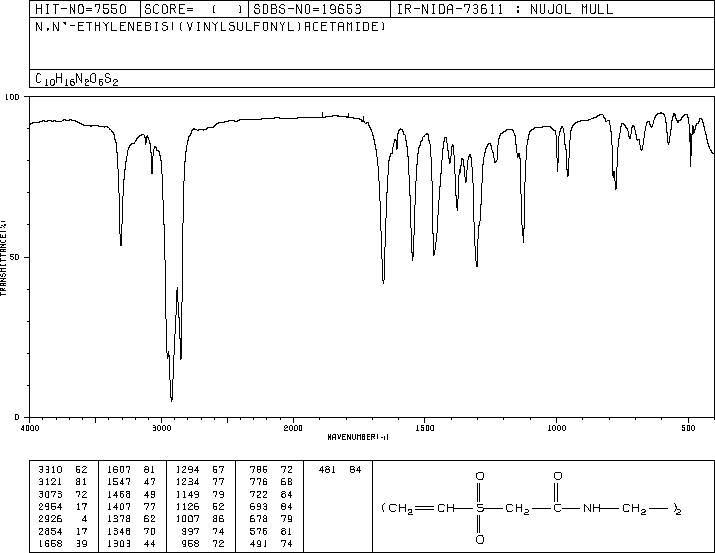 HIT-NO=7550 SCORE= ( ) SDBS-NO=19653 IR-NIDA-73611 : NUJOL MULL
N,N'-ETHYLENEBIS((VINYLSULFONYL)ACETAMIDE)
C10H16N2O6S2
100
TRANSMITTANCE(%)
50
0
4000 3000 2000 1500 1000 500
WAVENUMBER(-1)
3310 52 1607 81 1294 57 786 72 481 84
3121 81 1547 47 1234 77 776 68
3073 72 1468 49 1149 79 722 84
2954 17 1407 77 1126 52 693 84
2926 4 1378 62 1007 86 678 79
2854 17 1348 70 997 74 576 81
1658 39 1303 44 958 72 491 74
O O
(CH2=CH—S—CH2—C—NH—CH2—)2
O